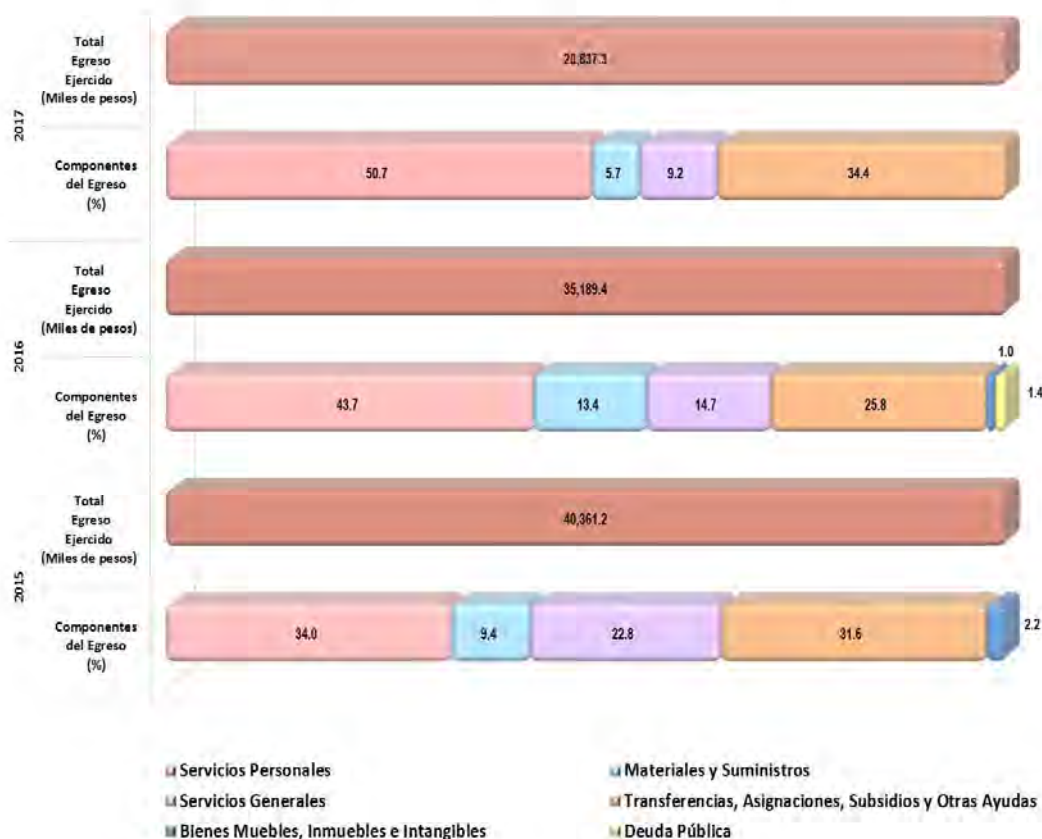 2017
Total
Egreso
Ejercido
(Miles de pesos)
20,837.3
Componentes
del Egreso
(%)
50.7
5.7
9.2
34.4
2016
Total
Egreso
Ejercido
(Miles de pesos)
35,189.4
Componentes
del Egreso
(%)
43.7
13.4
14.7
25.8
1.0
1.4
2015
Total
Egreso
Ejercido
(Miles de pesos)
40,361.2
Componentes
del Egreso
(%)
34.0
9.4
22.8
31.6
2.2
Servicios Personales
Materiales y Suministros
Servicios Generales
Transferencias, Asignaciones, Subsidios y Otras Ayudas
Bienes Muebles, Inmuebles e Intangibles
Deuda Pública